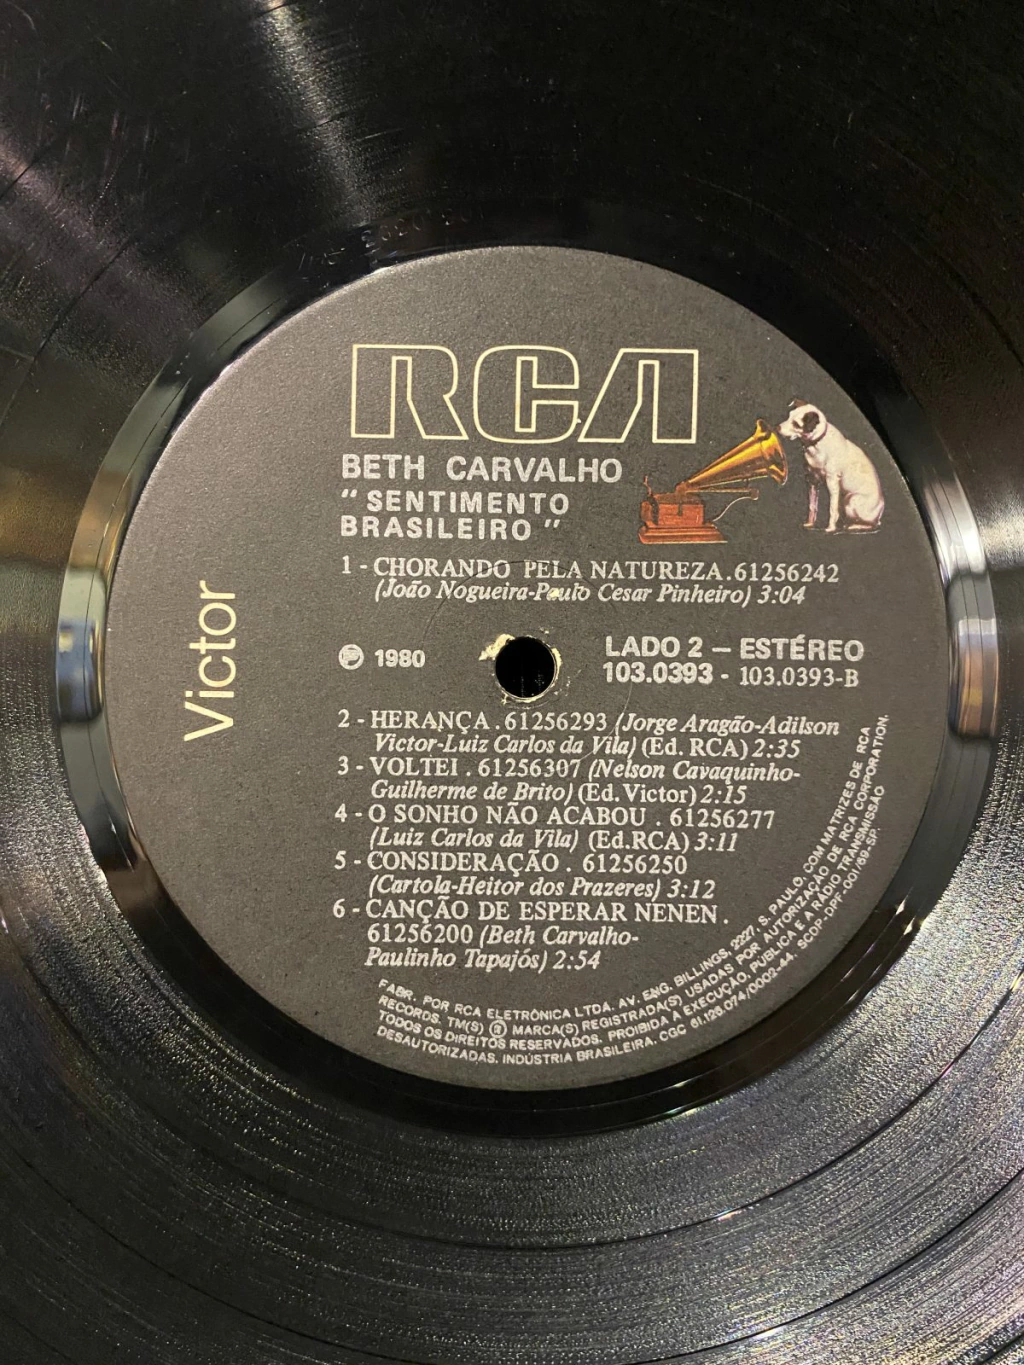 RCA
BETH CARVALHO
" SENTIMENTO
BRASILEIRO "
1 - CHORANDO PELA NATUREZA . 61256242
(João Nogueira-Paulo Cesar Pinheiro) 3:04
Victor
℗ 1980
LADO 2 — ESTÉREO
103.0393 - 103.0393-B
2 - HERANÇA . 61256293 (Jorge Aragão-Adilson
Victor-Luiz Carlos da Vila) (Ed. RCA) 2:35
3 - VOLTEI . 61256307 (Nelson Cavaquinho-
Guilherme de Brito) (Ed. Victor) 2:15
4 - O SONHO NÃO ACABOU . 61256277
(Luiz Carlos da Vila) (Ed.RCA) 3:11
5 - CONSIDERAÇÃO . 61256250
(Cartola-Heitor dos Prazeres) 3:12
6 - CANÇÃO DE ESPERAR NENEN .
61256200 (Beth Carvalho-
Paulinho Tapajós) 2:54
FABR. POR RCA ELETRÔNICA LTDA. AV. ENG. BILLINGS, 2227, S. PAULO, COM MATRIZES DE RCA
RECORDS. TM(S) ® MARCA(S) REGISTRADA(S) USADAS POR AUTORIZAÇÃO DE RCA CORPORATION.
TODOS OS DIREITOS RESERVADOS. PROIBIDA A EXECUÇÃO, PÚBLICA E A RÁDIO TRANSMISSÃO
DESAUTORIZADAS. INDÚSTRIA BRASILEIRA. CGC 61.126.074/0002-44. SCDP-DPF-001/69-SP.